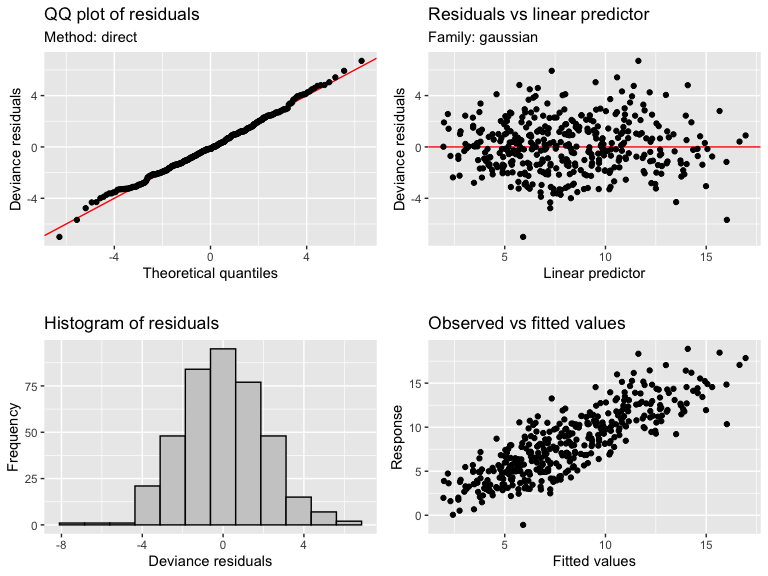 QQ plot of residuals
Method: direct
4
0
-4
Deviance residuals
-4
0
4
Theoretical quantiles
Residuals vs linear predictor
Family: gaussian
4
0
-4
Deviance residuals
5
10
15
Linear predictor
Histogram of residuals
75
50
25
0
Frequency
-8
-4
0
4
Deviance residuals
Observed vs fitted values
15
10
5
0
Response
5
10
15
Fitted values